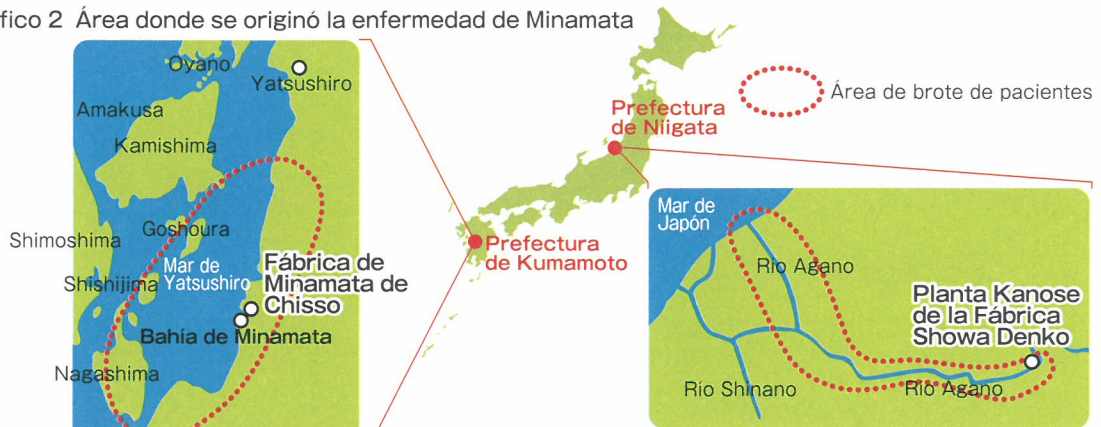 fico 2 Área donde se originó la enfermedad de Minamata
Oyano
Yatsushiro
Amakusa
Kamishima
Goshoura
Shimoshima
Mar de
Yatsushiro
Shishijima
Fábrica de
Minamata de
Chisso
Bahía de Minamata
Nagashima
Prefectura
de Niigata
Prefectura
de Kumamoto
Área de brote de pacientes
Mar de
Japón
Río Agano
Planta Kanose
de la Fábrica
Showa Denko
Río Shinano
Río Agano